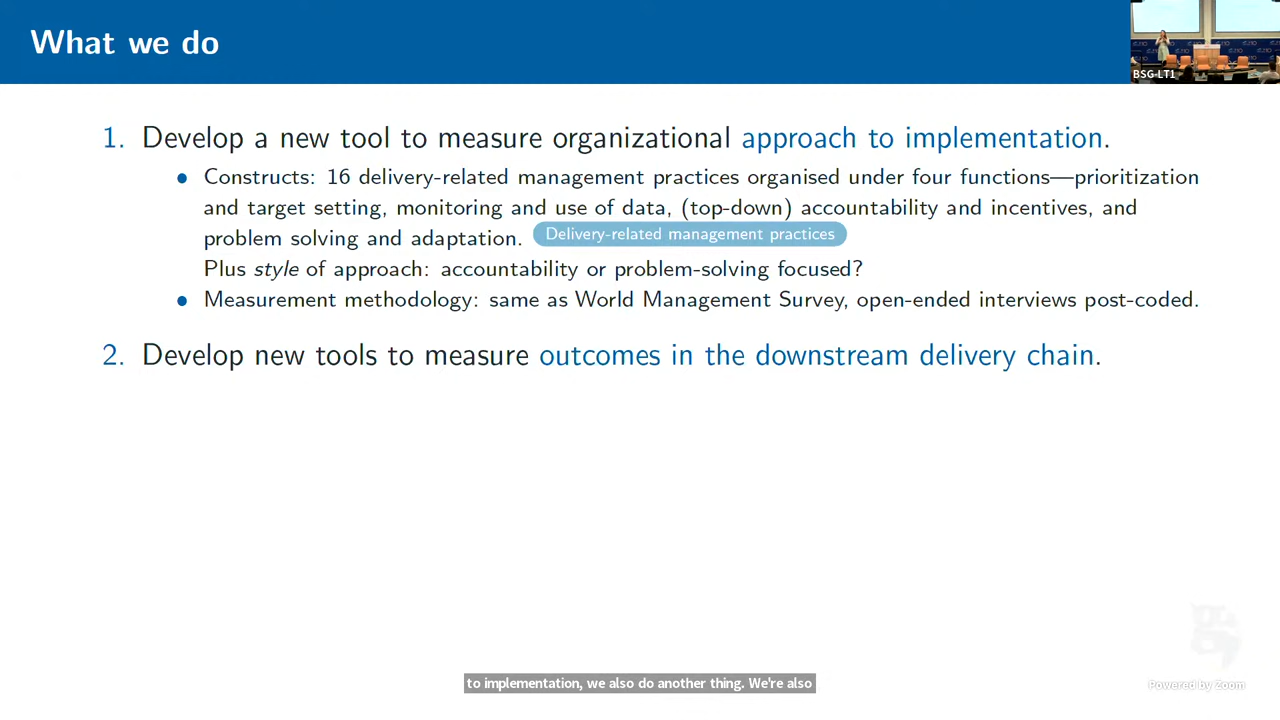 What we do
BSG-LT1
1. Develop a new tool to measure organizational approach to implementation.
● Constructs: 16 delivery-related management practices organised under four functions—prioritization
and target setting, monitoring and use of data, (top-down) accountability and incentives, and
problem solving and adaptation. Delivery-related management practices
Plus style of approach: accountability or problem-solving focused?
● Measurement methodology: same as World Management Survey, open-ended interviews post-coded.
2. Develop new tools to measure outcomes in the downstream delivery chain.
to implementation, we also do another thing. We're also
Powered by Zoom